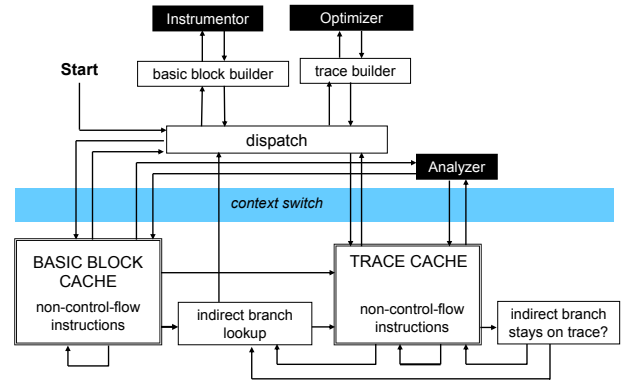 Instrumentor
Optimizer
Start
basic block builder
trace builder
dispatch
Analyzer
context switch
BASIC BLOCK
CACHE
non-control-flow
instructions
TRACE CACHE
non-control-flow
instructions
indirect branch
lookup
indirect branch
stays on trace?